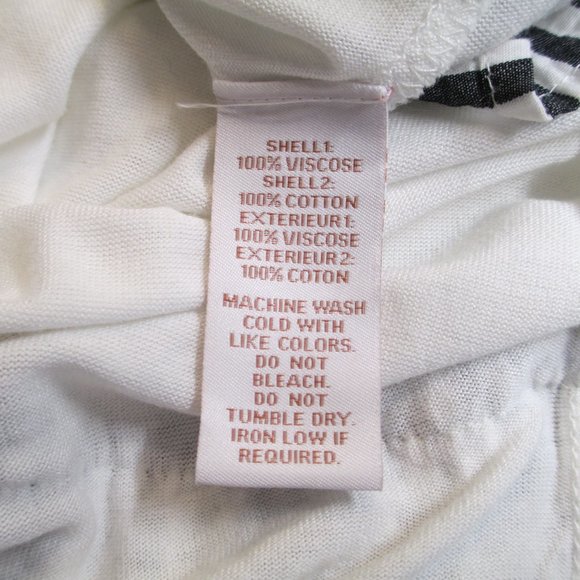 SHELL1:
100% VISCOSE
SHELL2:
100% COTTON
EXTERIEUR1:
100% VISCOSE
EXTERIEUR2:
100% COTON
MACHINE WASH
COLD WITH
LIKE COLORS.
DO NOT
BLEACH.
DO NOT
TUMBLE DRY.
IRON LOW IF
REQUIRED.